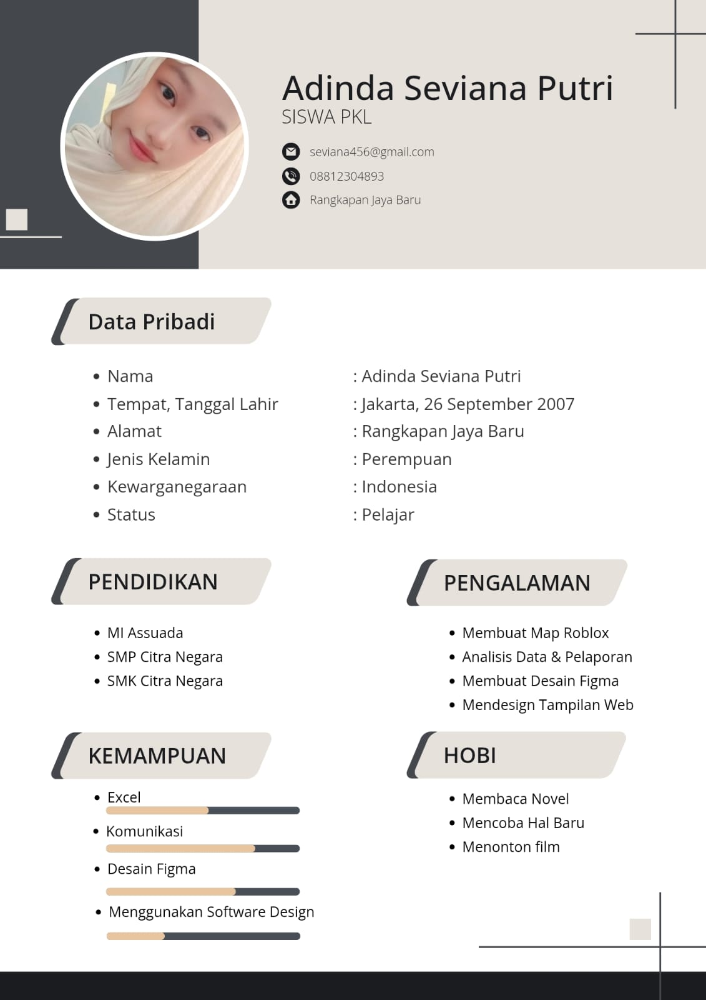 Adinda Seviana Putri
SISWA PKL
seviana456@gmail.com
08812304893
Rangkapan Jaya Baru
Data Pribadi
• Nama : Adinda Seviana Putri
• Tempat, Tanggal Lahir : Jakarta, 26 September 2007
• Alamat : Rangkapan Jaya Baru
• Jenis Kelamin : Perempuan
• Kewarganegaraan : Indonesia
• Status : Pelajar
PENDIDIKAN
• MI Assuada
• SMP Citra Negara
• SMK Citra Negara
PENGALAMAN
• Membuat Map Roblox
• Analisis Data & Pelaporan
• Membuat Desain Figma
• Mendesign Tampilan Web
KEMAMPUAN
• Excel
• Komunikasi
• Desain Figma
• Menggunakan Software Design
HOBI
• Membaca Novel
• Mencoba Hal Baru
• Menonton film